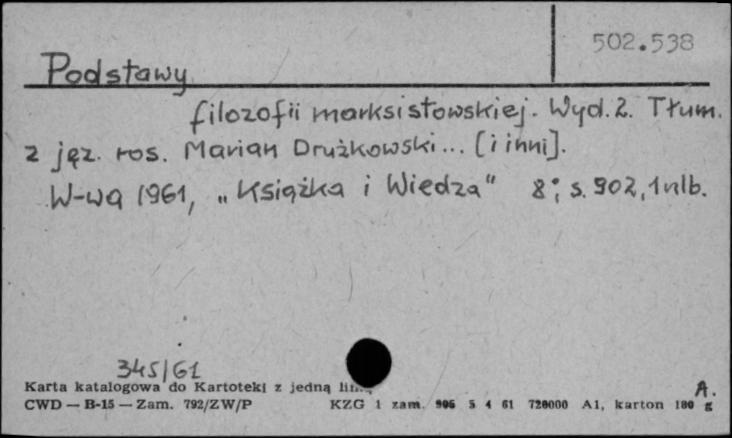 502.538
Podstawy
filozofii marksistowskiej. Wyd. 2. Tłum.
z jęz. ros. Marian Drużkowski... [i inni].
W-wa 1961, "Książka i Wiedza" 8°, s. 902, 1 nlb.
345/61
Karta katalogowa do Kartoteki z jedną
A.
CWD — B-15 — Zam. 792/ZW/P KZG 1 zam. 906 5 4 61 720000 A1, karton 180 g